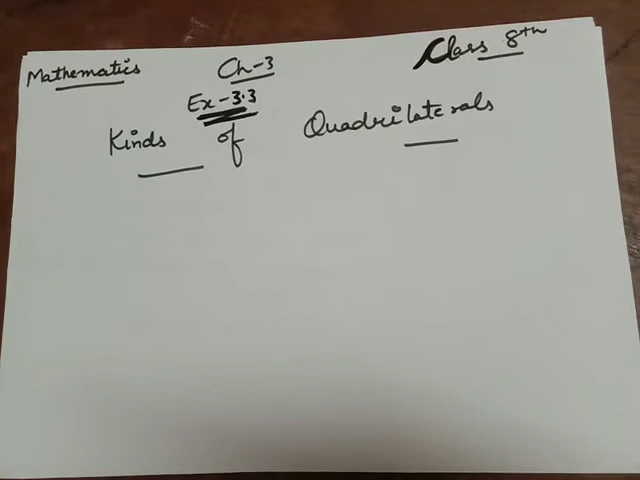 Mathematics Ch-3 Class 8th
Ex-3.3
Kinds of Quadrilaterals